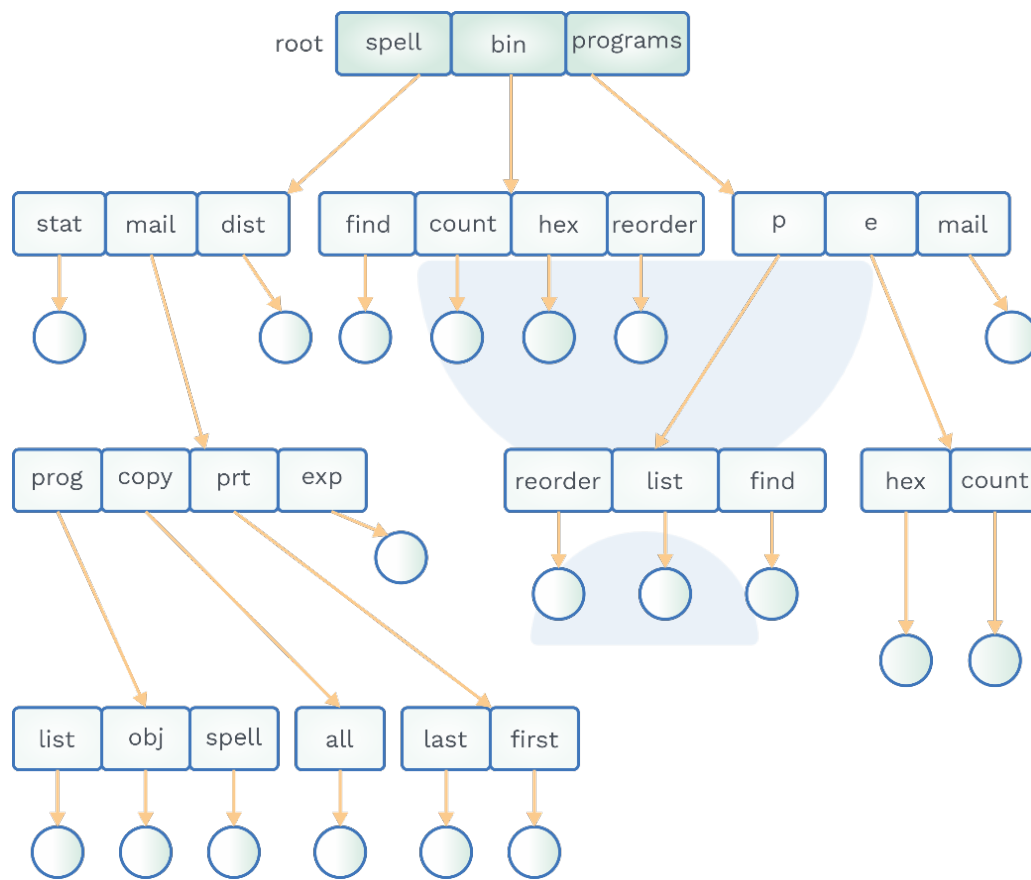 root spell bin programs
stat mail dist find count hex reorder p e mail
prog copy prt exp reorder list find hex count
list obj spell all last first